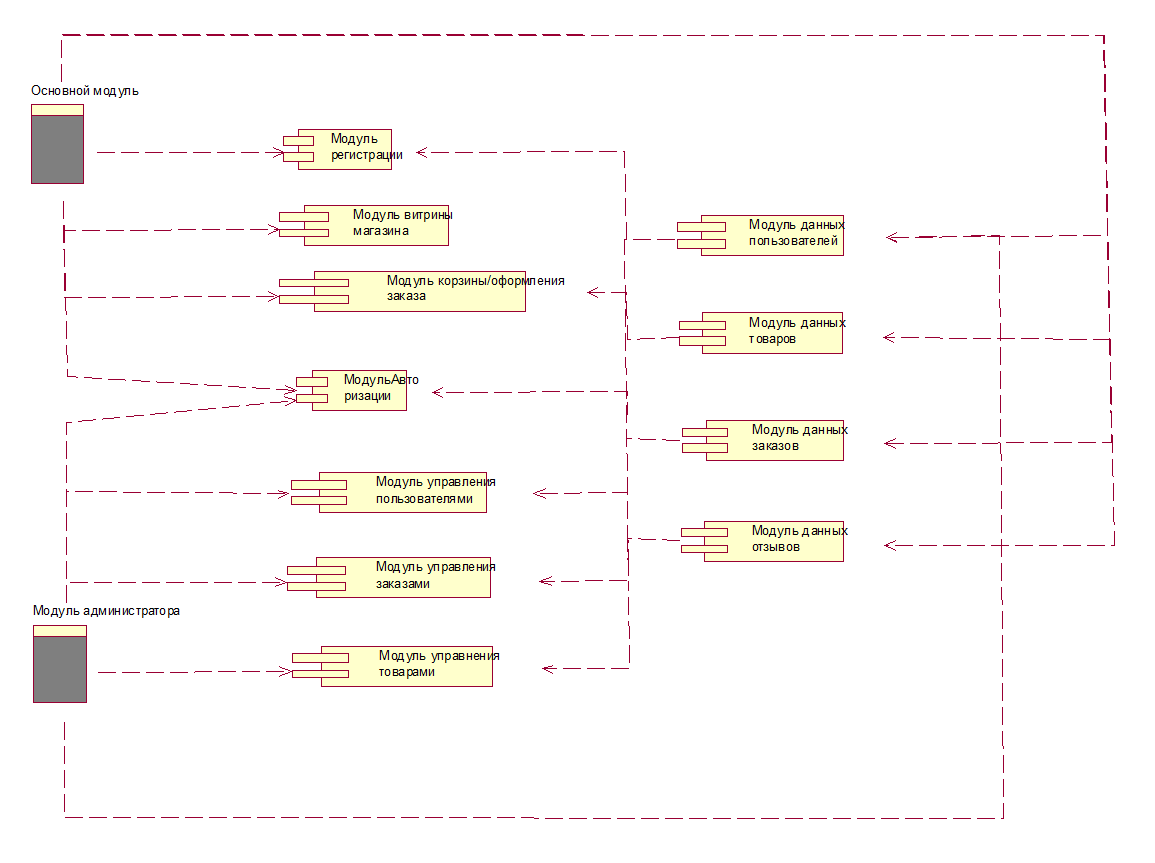 Основной модуль
Модуль
регистрации
Модуль витрины
магазина
Модуль корзины/оформления
заказа
МодульАвто
ризации
Модуль управления
пользователями
Модуль управления
заказами
Модуль администратора
Модуль управнения
товарами
Модуль данных
пользователей
Модуль данных
товаров
Модуль данных
заказов
Модуль данных
отзывов